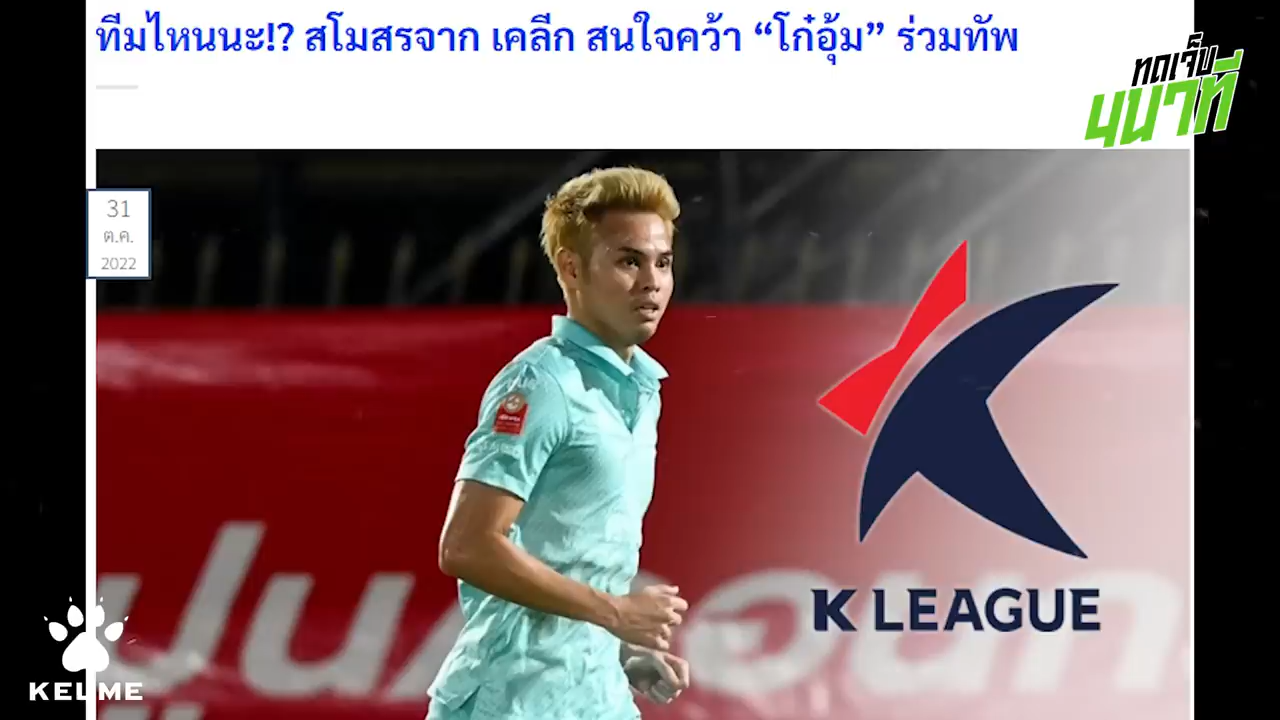 ทีมไหนนะ!? สโมสรจาก เคลีก สนใจคว้า “โก๋อุ้ม” ร่วมทัพ
ทดเจ็บ
4นาที
31
ต.ค.
2022
K LEAGUE
KELME